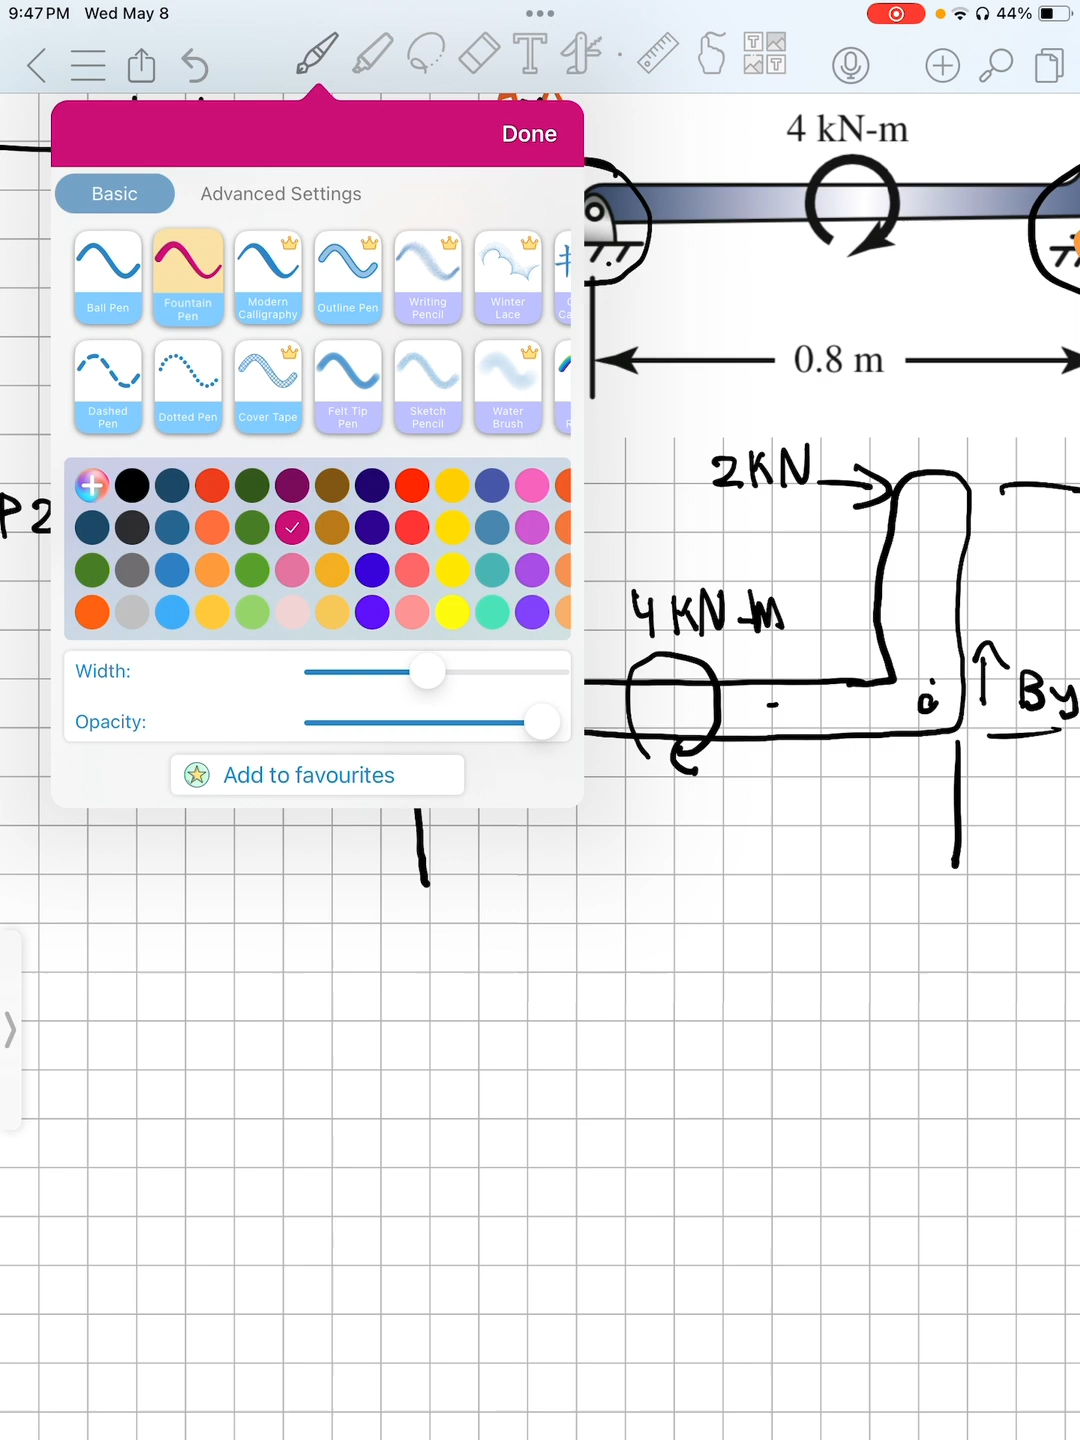 9:47 PM Wed May 8
44%
T
T
T
Done
4 kN-m
Basic
Advanced Settings
Ball Pen
Fountain Pen
Modern Calligraphy
Outline Pen
Writing Pencil
Winter Lace
Dashed Pen
Dotted Pen
Cover Tape
Felt Tip Pen
Sketch Pencil
Water Brush
0.8 m
2KN
P2
4 KN-m
By
Width:
Opacity:
Add to favourites